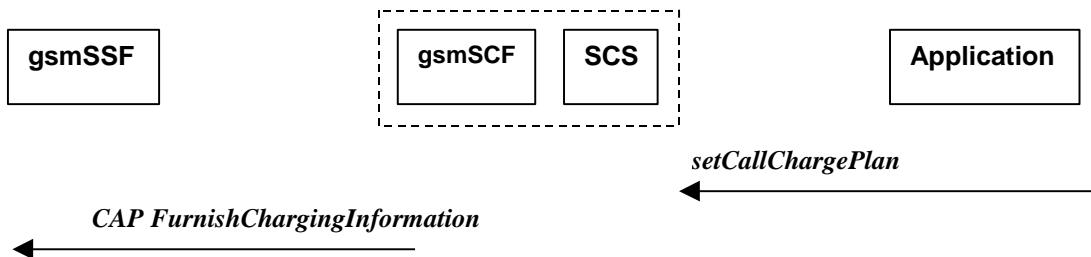 gsmSSF
gsmSCF
SCS
Application
setCallChargePlan
CAP FurnishChargingInformation